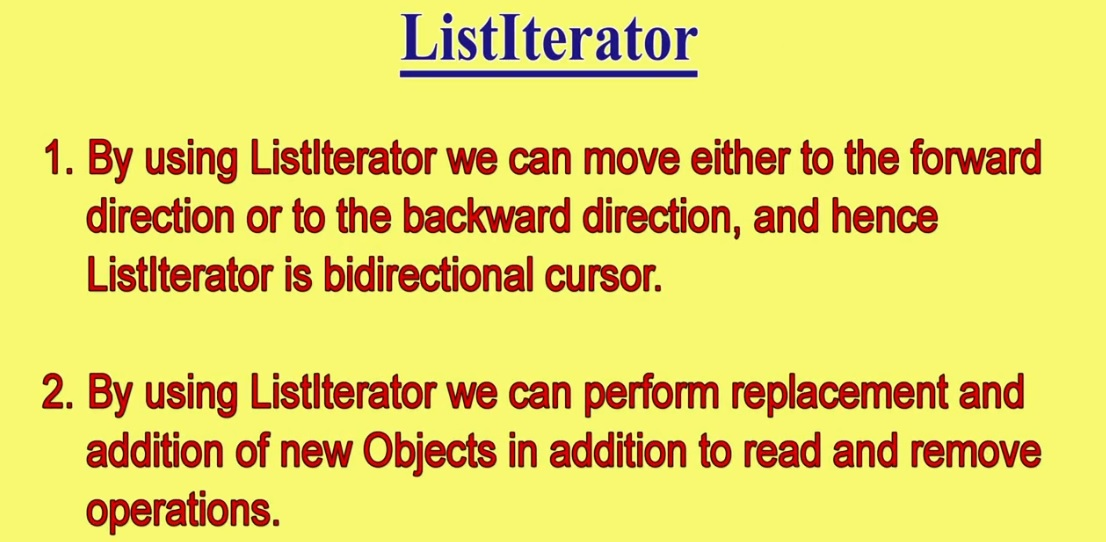 ListIterator
1. By using ListIterator we can move either to the forward
direction or to the backward direction, and hence
ListIterator is bidirectional cursor.
2. By using ListIterator we can perform replacement and
addition of new Objects in addition to read and remove
operations.